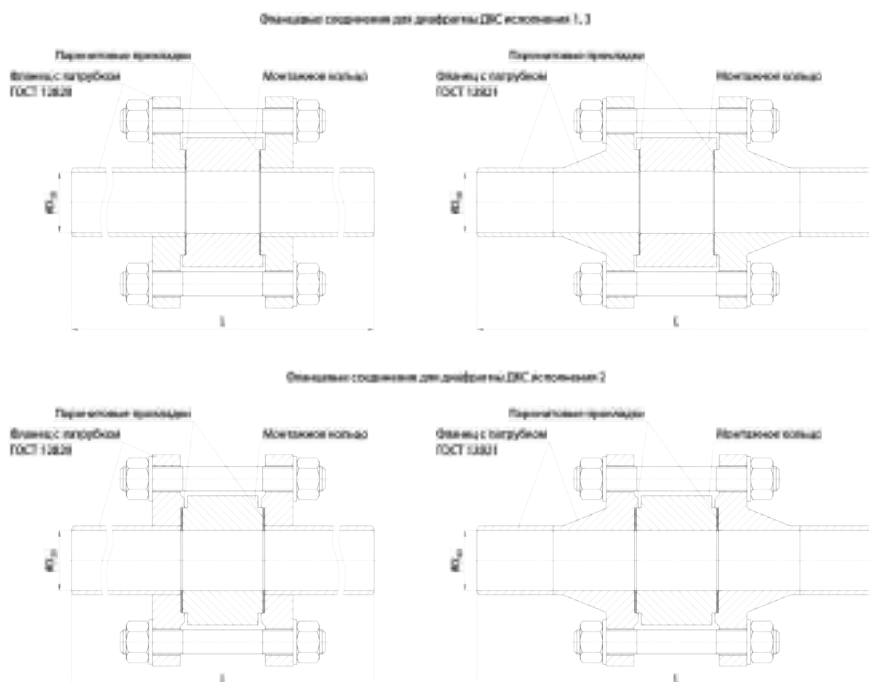 Фланцевые соединения для диафрагмы ДКС исполнения 1, 3
Паронитовые прокладки
Фланец с патрубком
ГОСТ 12820
Монтажное кольцо
L
Паронитовые прокладки
Фланец с патрубком
ГОСТ 12821
Монтажное кольцо
L
Фланцевые соединения для диафрагмы ДКС исполнения 2
Паронитовые прокладки
Фланец с патрубком
ГОСТ 12820
Монтажное кольцо
L
Паронитовые прокладки
Фланец с патрубком
ГОСТ 12821
Монтажное кольцо
L